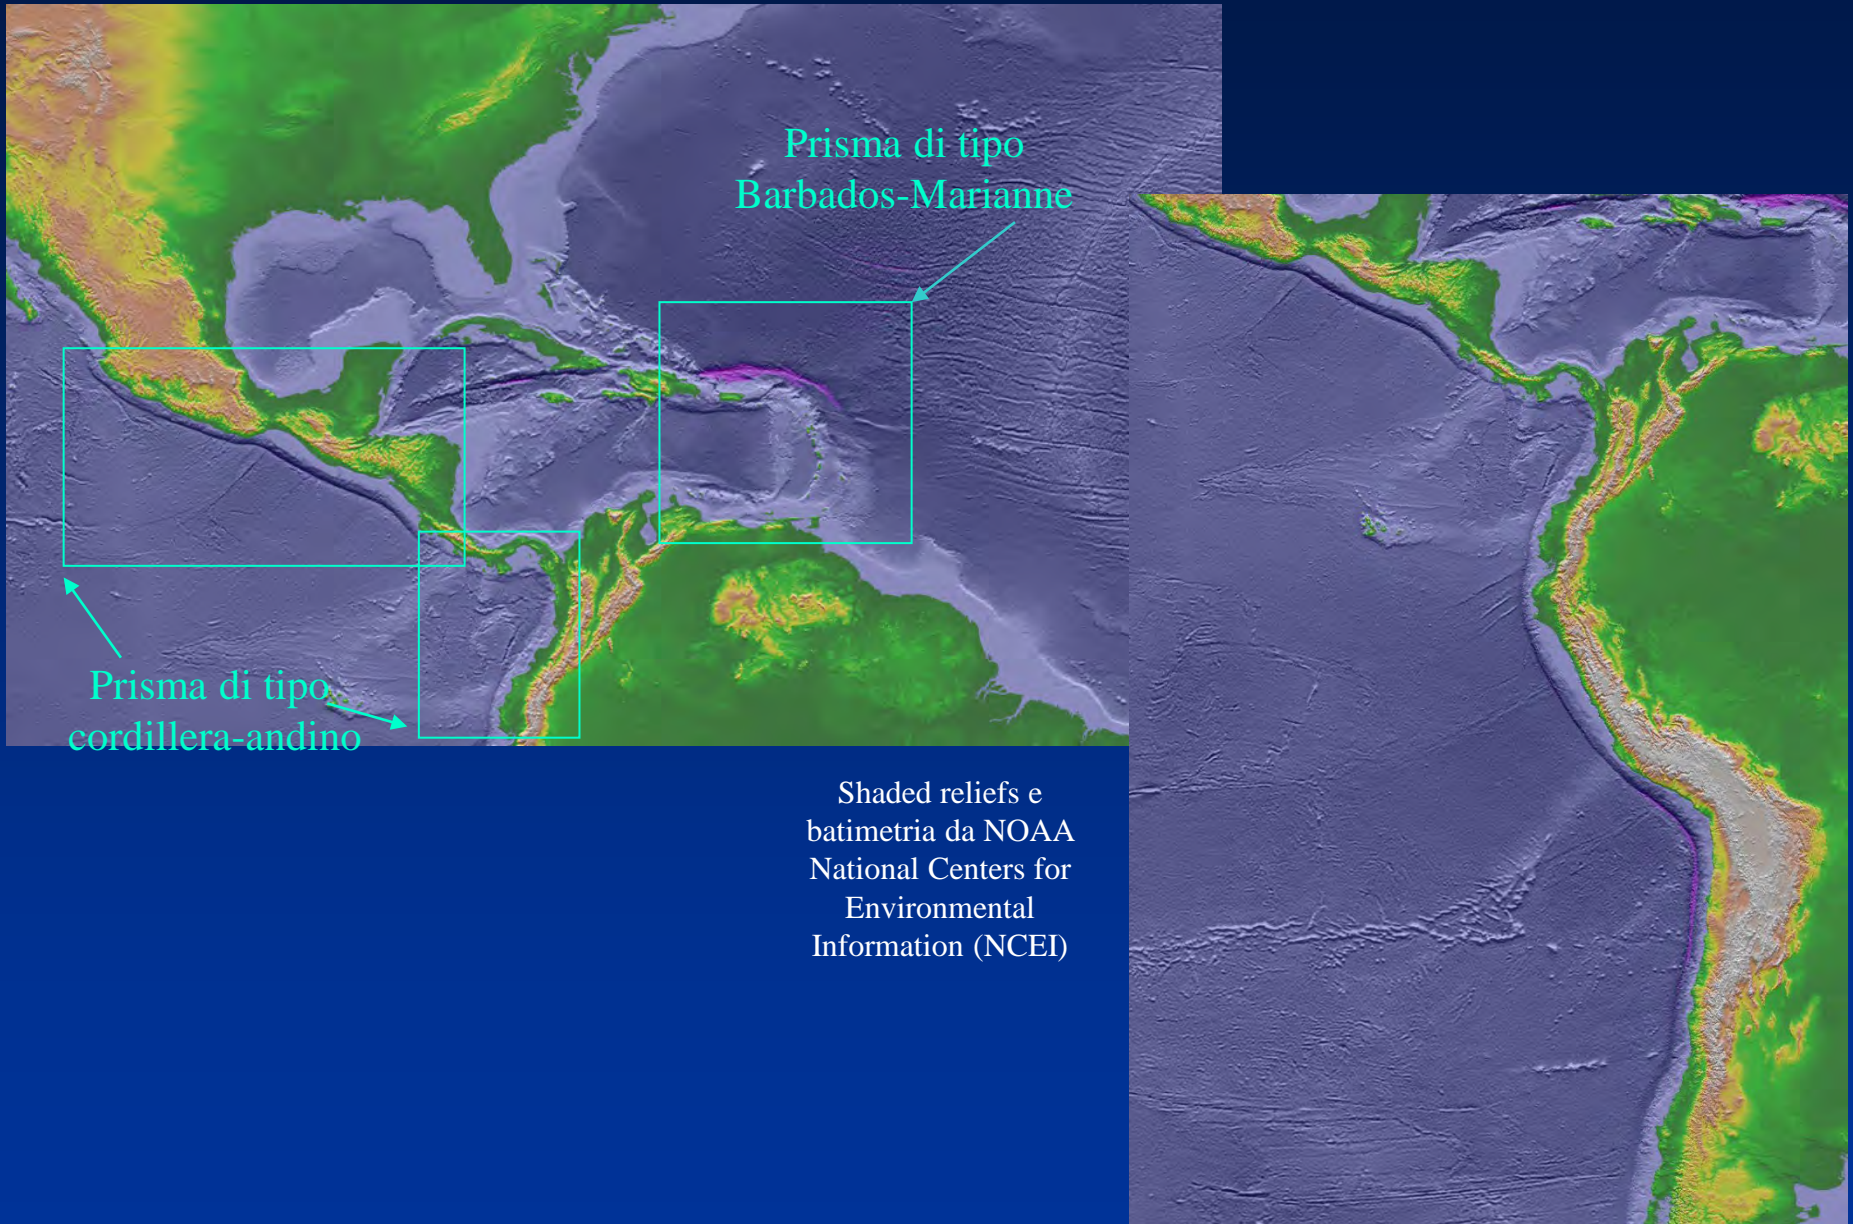 Prisma di tipo
Barbados-Marianne
Prisma di tipo
cordillera-andino
Shaded reliefs e
batimetria da NOAA
National Centers for
Environmental
Information (NCEI)